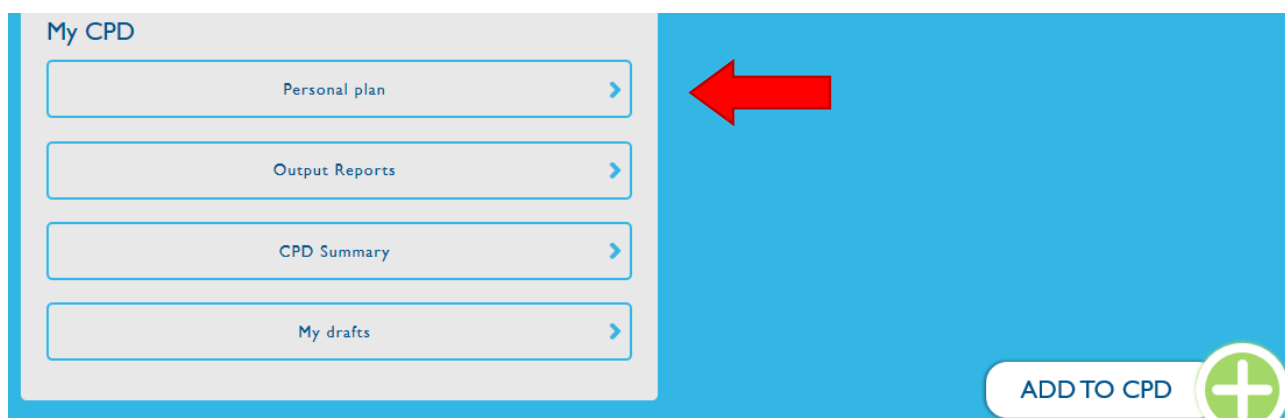 My CPD
Personal plan
Output Reports
CPD Summary
My drafts
ADD TO CPD